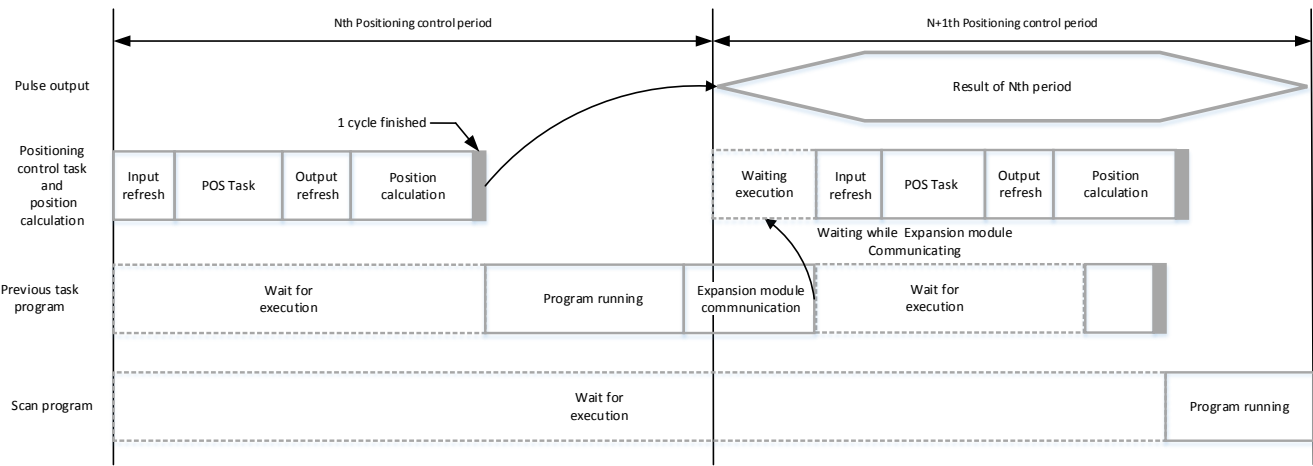 Nth Positioning control period
N+1th Positioning control period
Pulse output
Result of Nth period
1 cycle finished
Positioning
control task
and
position
calculation
Input
refresh
POS Task
Output
refresh
Position
calculation
Waiting
execution
Input
refresh
POS Task
Output
refresh
Position
calculation
Waiting while Expansion module
Communicating
Previous task
program
Wait for
execution
Program running
Expansion module
commnunication
Wait for
execution
Scan program
Wait for
execution
Program running